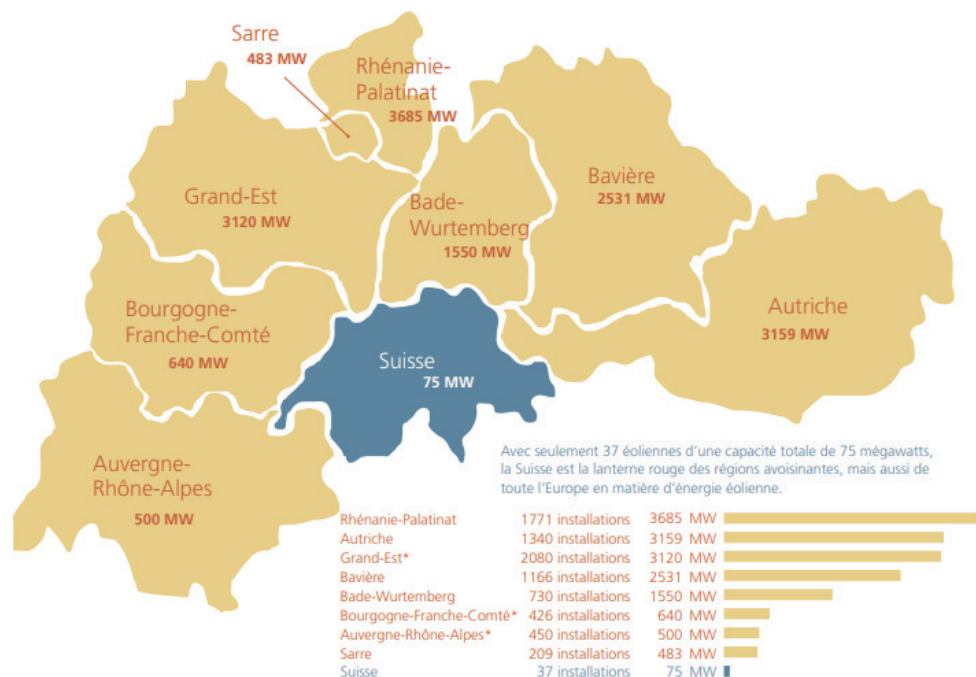 Sarre
483 MW
Rhénanie-
Palatinat
3685 MW
Grand-Est
3120 MW
Bade-
Wurtemberg
1550 MW
Bavière
2531 MW
Bourgogne-
Franche-Comté
640 MW
Autriche
3159 MW
Suisse
75 MW
Auvergne-
Rhône-Alpes
500 MW
Avec seulement 37 éoliennes d'une capacité totale de 75 mégawatts,
la Suisse est la lanterne rouge des régions avoisinantes, mais aussi de
toute l'Europe en matière d'énergie éolienne.
Rhénanie-Palatinat 1771 installations 3685 MW
Autriche 1340 installations 3159 MW
Grand-Est* 2080 installations 3120 MW
Bavière 1166 installations 2531 MW
Bade-Wurtemberg 730 installations 1550 MW
Bourgogne-Franche-Comté* 426 installations 640 MW
Auvergne-Rhône-Alpes* 450 installations 500 MW
Sarre 209 installations 483 MW
Suisse 37 installations 75 MW